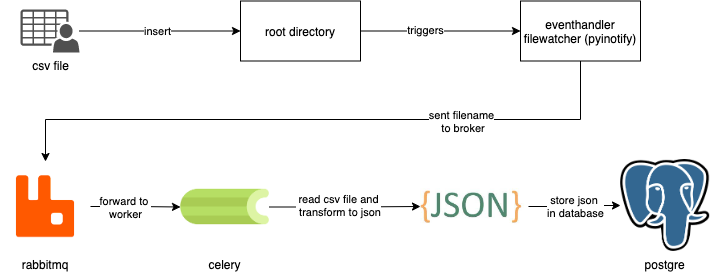 csv file
insert
root directory
triggers
eventhandler
filewatcher (pyinotify)
sent filename
to broker
rabbitmq
forward to
worker
celery
read csv file and
transform to json
{JSON}
store json
in database
postgre